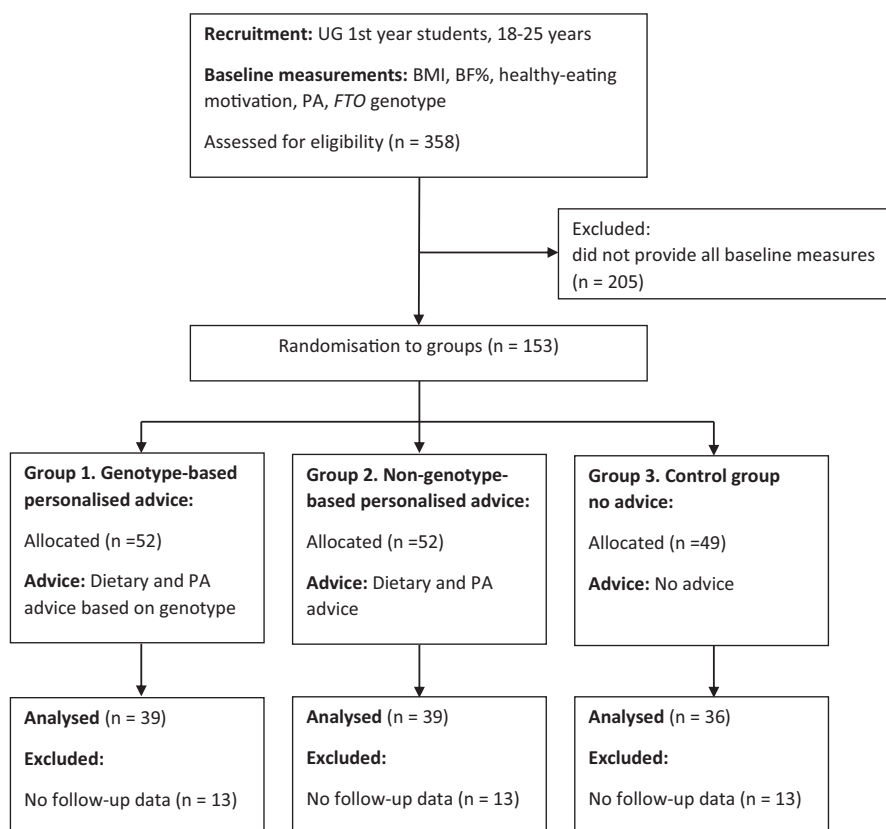 Recruitment: UG 1st year students, 18-25 years
Baseline measurements: BMI, BF%, healthy-eating
motivation, PA, FTO genotype
Assessed for eligibility (n = 358)
Excluded:
did not provide all baseline measures
(n = 205)
Randomisation to groups (n = 153)
Group 1. Genotype-based
personalised advice:
Allocated (n =52)
Advice: Dietary and PA
advice based on genotype
Group 2. Non-genotype-
based personalised advice:
Allocated (n =52)
Advice: Dietary and PA
advice
Group 3. Control group
no advice:
Allocated (n =49)
Advice: No advice
Analysed (n = 39)
Excluded:
No follow-up data (n = 13)
Analysed (n = 39)
Excluded:
No follow-up data (n = 13)
Analysed (n = 36)
Excluded:
No follow-up data (n = 13)